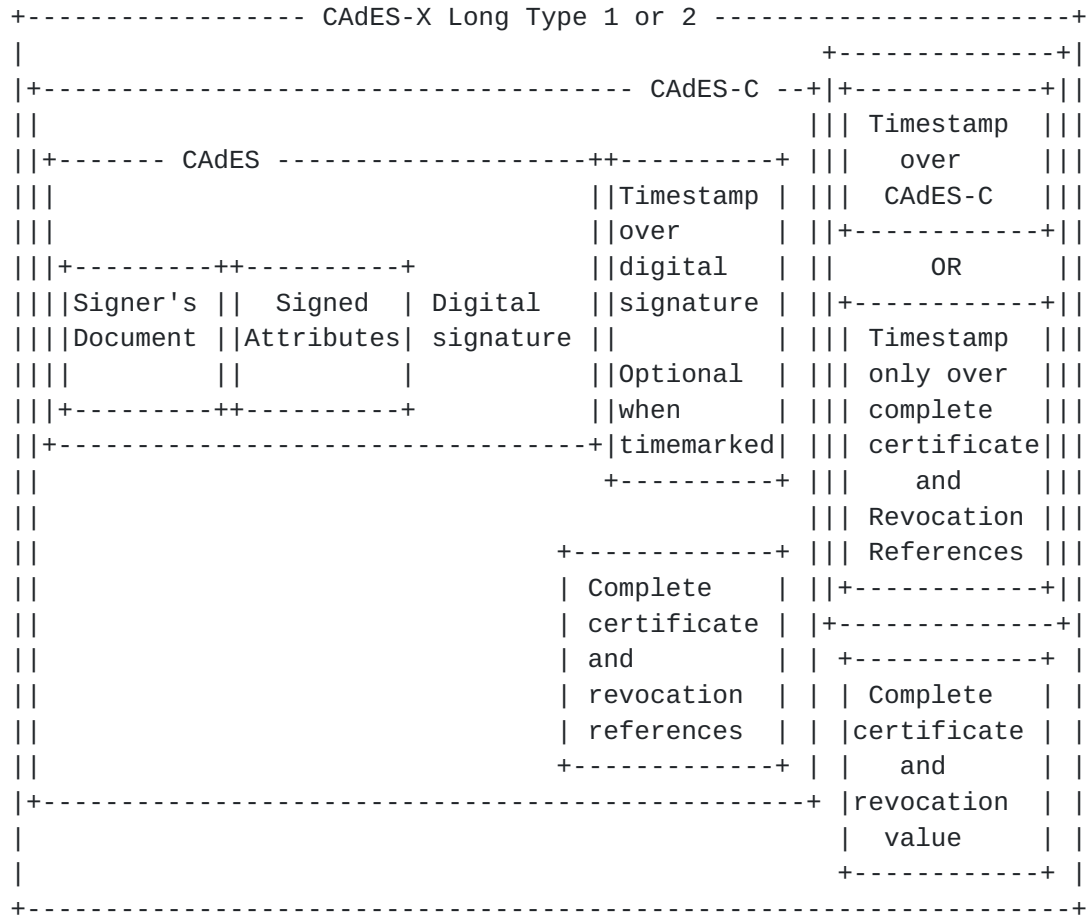 +------------------ CAdES-X Long Type 1 or 2 -----------------------+
|                                                   +--------------+|
|+-------------------------------------- CAdES-C --+|+------------+||
||                                                 ||| Timestamp  |||
||+------- CAdES --------------------++----------+ |||   over     |||
|||                                  ||Timestamp | |||  CAdES-C   |||
|||                                  ||over      | ||+------------+||
|||+---------++----------+           ||digital   | ||      OR      ||
||||Signer's ||  Signed  | Digital   ||signature | ||+------------+||
||||Document ||Attributes| signature ||          | ||| Timestamp  |||
||||         ||          |           ||Optional  | ||| only over  |||
|||+---------++----------+           ||when      | ||| complete   |||
||+----------------------------------+|timemarked| ||| certificate|||
||                                    +----------+ |||    and     |||
||                                                 ||| Revocation |||
||                                 +-------------+ ||| References |||
||                                 | Complete    | ||+------------+||
||                                 | certificate | |+--------------+|
||                                 | and         | | +------------+ |
||                                 | revocation  | | | Complete   | |
||                                 | references  | | |certificate | |
||                                 +-------------+ | |   and      | |
|+-------------------------------------------------+ |revocation  | |
|                                                    |  value     | |
|                                                    +------------+ |
+-------------------------------------------------------------------+